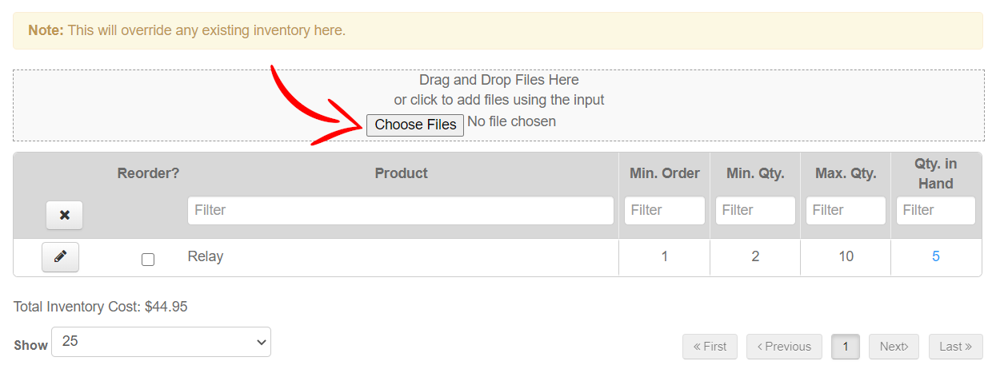 Note: This will override any existing inventory here.
Drag and Drop Files Here
or click to add files using the input
Choose Files No file chosen
Reorder? Product Min. Order Min. Qty. Max. Qty. Qty. in
Hand
Filter Filter Filter Filter Filter
Relay 1 2 10 5
Total Inventory Cost: $44.95
Show 25 « First ‹ Previous 1 Next› Last »